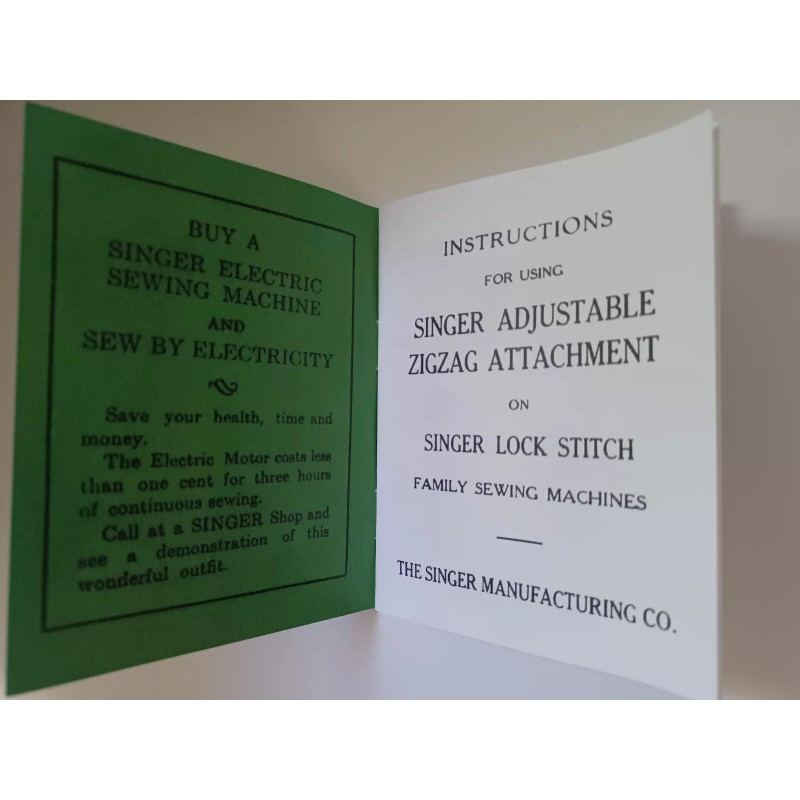 BUY A
SINGER ELECTRIC
SEWING MACHINE
AND
SEW BY ELECTRICITY
Save your health, time and
money.
The Electric Motor costs less
than one cent for three hours
of continuous sewing.
Call at a SINGER Shop and
see a demonstration of this
wonderful outfit.
INSTRUCTIONS
FOR USING
SINGER ADJUSTABLE
ZIGZAG ATTACHMENT
ON
SINGER LOCK STITCH
FAMILY SEWING MACHINES
THE SINGER MANUFACTURING CO.